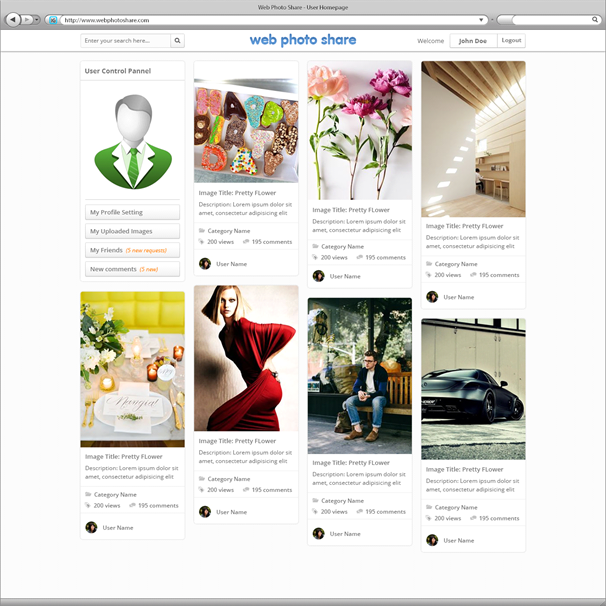 Web Photo Share - User Homepage
http://www.webphotoshare.com
Enter your search here...
web photo share
Welcome
John Doo
Logout
User Control Pannel
My Profile Setting
My Uploaded Images
My Friends (5 new requests)
New comments (5 new)
HAPPY
BIRTH
DAY
Image Title: Pretty FLower
Description: Lorem ipsum dolor sit
amet, consectetur adipisicing elit
Category Name
200 views 195 comments
User Name
Image Title: Pretty FLower
Description: Lorem ipsum dolor sit
amet, consectetur adipisicing elit
Category Name
200 views 195 comments
User Name
Image Title: Pretty FLower
Description: Lorem ipsum dolor sit
amet, consectetur adipisicing elit
Category Name
200 views 195 comments
User Name
Image Title: Pretty FLower
Description: Lorem ipsum dolor sit
amet, consectetur adipisicing elit
Category Name
200 views 195 comments
User Name
Image Title: Pretty FLower
Description: Lorem ipsum dolor sit
amet, consectetur adipisicing elit
Category Name
200 views 195 comments
User Name
Image Title: Pretty FLower
Description: Lorem ipsum dolor sit
amet, consectetur adipisicing elit
Category Name
200 views 195 comments
User Name
Image Title: Pretty FLower
Description: Lorem ipsum dolor sit
amet, consectetur adipisicing elit
Category Name
200 views 195 comments
User Name